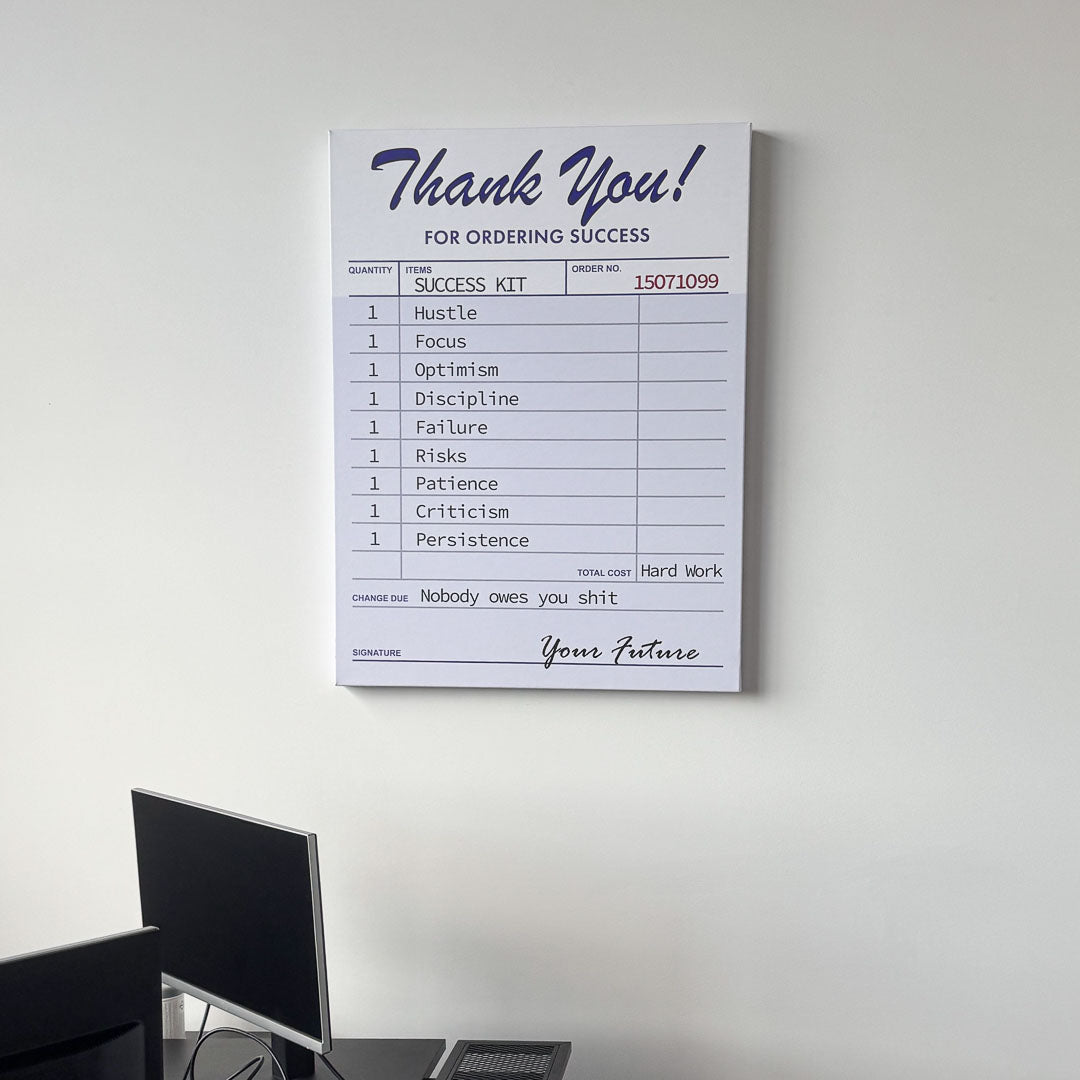 Thank You!
FOR ORDERING SUCCESS
QUANTITY ITEMS SUCCESS KIT ORDER NO. 15071099
1 Hustle
1 Focus
1 Optimism
1 Discipline
1 Failure
1 Risks
1 Patience
1 Criticism
1 Persistence
TOTAL COST Hard Work
CHANGE DUE Nobody owes you shit
SIGNATURE Your Future